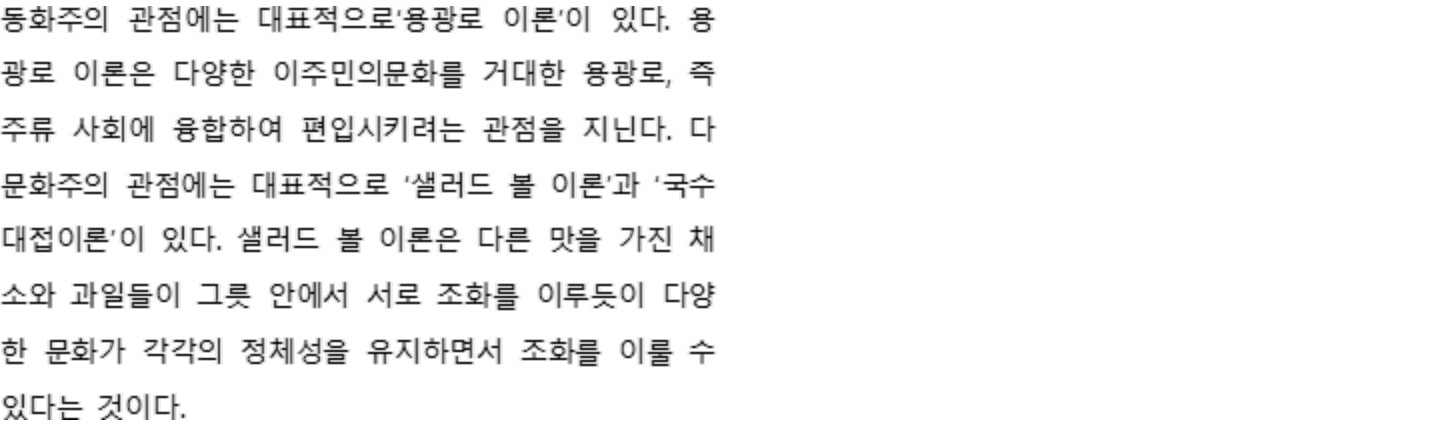 동화주의 관점에는 대표적으로'용광로 이론'이 있다. 용
광로 이론은 다양한 이주민의문화를 거대한 용광로, 즉
주류 사회에 융합하여 편입시키려는 관점을 지닌다. 다
문화주의 관점에는 대표적으로 '샐러드 볼 이론'과 '국수
대접이론'이 있다. 샐러드 볼 이론은 다른 맛을 가진 채
소와 과일들이 그릇 안에서 서로 조화를 이루듯이 다양
한 문화가 각각의 정체성을 유지하면서 조화를 이룰 수
있다는 것이다.